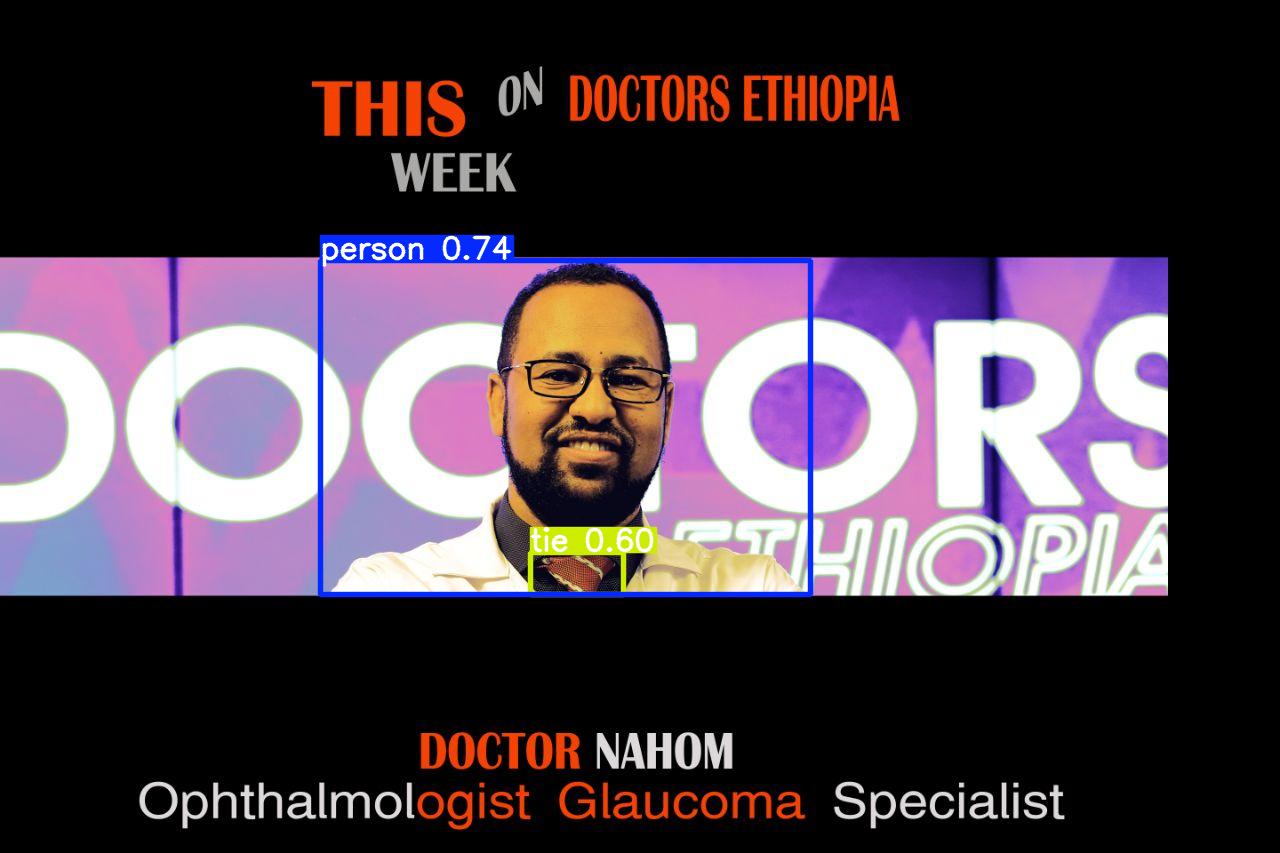 THIS ON DOCTORS ETHIOPIA
WEEK
person 0.74
DOCTORS
tie 0.60
ETHIOPIA
DOCTOR NAHOM
Ophthalmologist Glaucoma Specialist